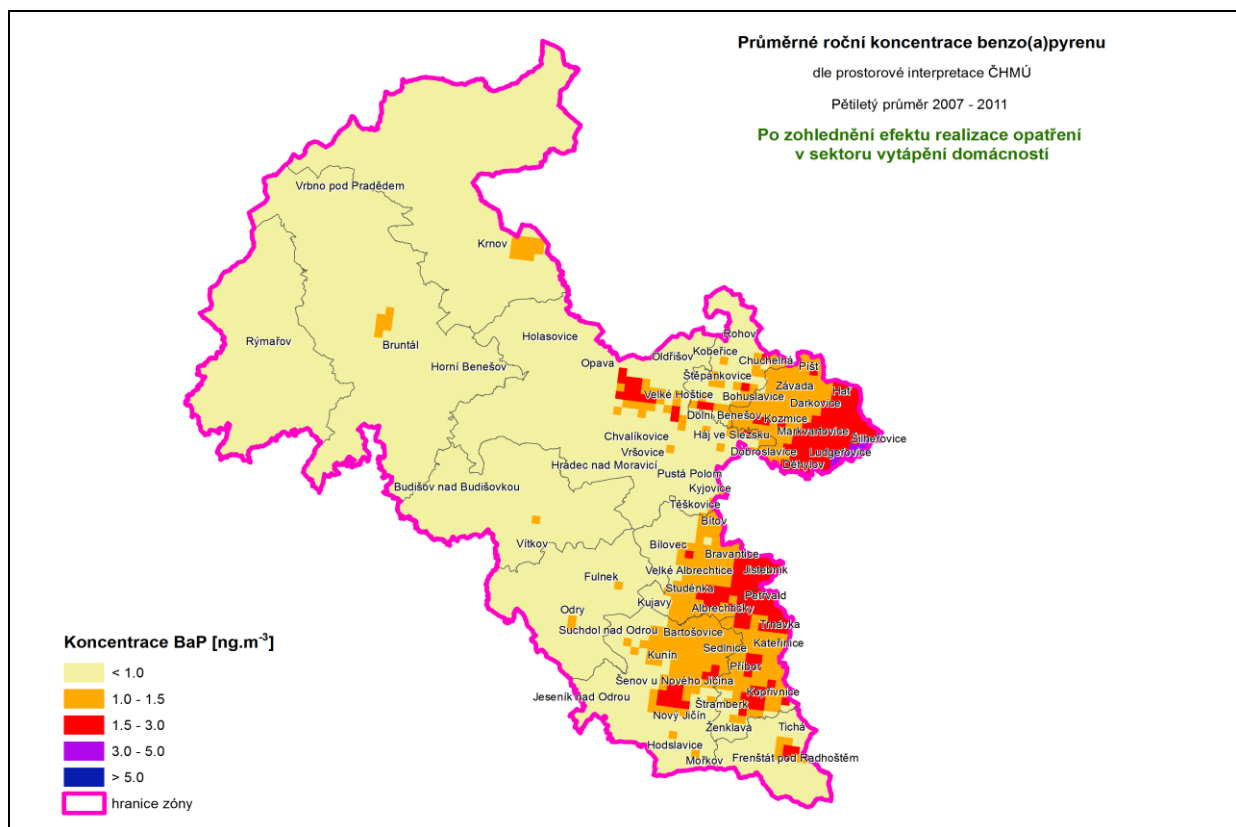 Průměrné roční koncentrace benzo(a)pyrenu
dle prostorové interpretace ČHMÚ
Pětiletý průměr 2007 - 2011
Po zohlednění efektu realizace opatření
v sektoru vytápění domácností
Vrbno pod Pradědem
Krnov
Rýmařov
Bruntál
Holasovice
Horní Benešov
Opava
Oldřišov
Rohov
Kobeřice
Chuchelná
Píšť
Štěpánkovice
Závada
Hať
Velké Hoštice
Bohuslavice
Darkovice
Dolní Benešov
Kozmice
Markvartovice
Šilheřovice
Chvalíkovice
Háj ve Slezsku
Vršovice
Dobroslavice
Ludgeřovice
Děhylov
Hradec nad Moravicí
Pustá Polom
Budišov nad Budišovkou
Kyjovice
Těškovice
Bítov
Vítkov
Bílovec
Bravantice
Velké Albrechtice
Jistebník
Fulnek
Studénka
Petřvald
Kujavy
Albrechtičky
Odry
Trnávka
Suchdol nad Odrou
Bartošovice
Kateřinice
Sedlnice
Kunín
Příbor
Šenov u Nového Jičína
Jeseník nad Odrou
Kopřivnice
Štramberk
Nový Jičín
Ženklava
Tichá
Hodslavice
Mořkov
Frenštát pod Radhoštěm
Koncentrace BaP [ng.m⁻³]
< 1.0
1.0 - 1.5
1.5 - 3.0
3.0 - 5.0
> 5.0
hranice zóny